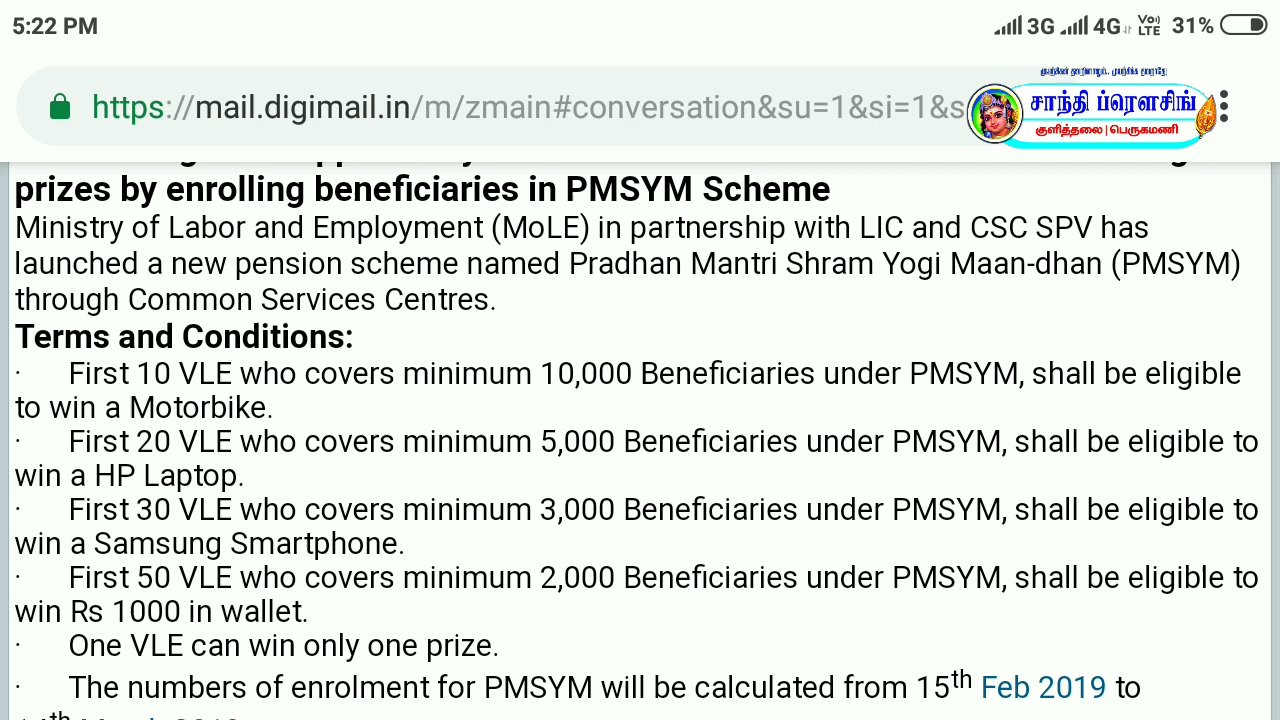 5:22 PM
3G 4G Vo) LTE 31%
https://mail.digimail.in/m/zmain#conversation&su=1&si=1&s
சாந்தி ப்ரௌசிங்
குளித்தலை | பெருகமணி
prizes by enrolling beneficiaries in PMSYM Scheme
Ministry of Labor and Employment (MoLE) in partnership with LIC and CSC SPV has
launched a new pension scheme named Pradhan Mantri Shram Yogi Maan-dhan (PMSYM)
through Common Services Centres.
Terms and Conditions:
· First 10 VLE who covers minimum 10,000 Beneficiaries under PMSYM, shall be eligible
to win a Motorbike.
· First 20 VLE who covers minimum 5,000 Beneficiaries under PMSYM, shall be eligible to
win a HP Laptop.
· First 30 VLE who covers minimum 3,000 Beneficiaries under PMSYM, shall be eligible to
win a Samsung Smartphone.
· First 50 VLE who covers minimum 2,000 Beneficiaries under PMSYM, shall be eligible to
win Rs 1000 in wallet.
· One VLE can win only one prize.
· The numbers of enrolment for PMSYM will be calculated from 15th Feb 2019 to